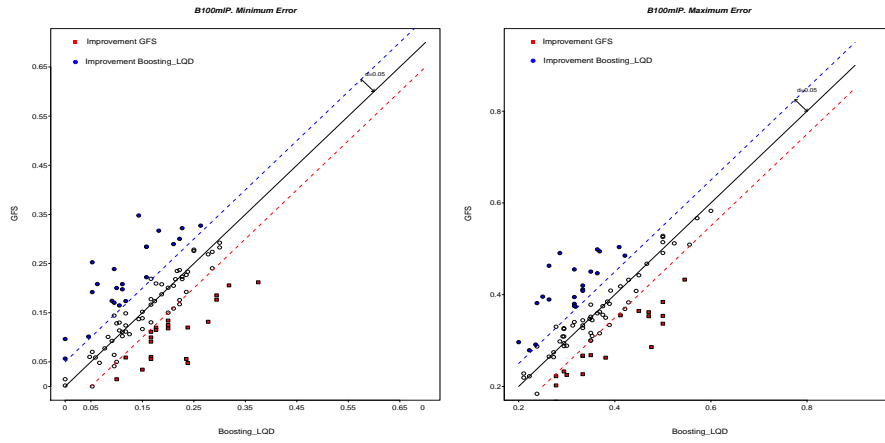 B100mlP. Minimum Error
Improvement GFS
Improvement Boosting_LQD
d=0.05
GFS
0.65
0.55
0.45
0.35
0.25
0.15
0.05
0
0.0
0.05
0.15
0.25
0.35
0.45
0.55
0.65
0.0
Boosting_LQD
B100mlP. Maximum Error
Improvement GFS
Improvement Boosting_LQD
d=0.05
GFS
0.8
0.6
0.4
0.2
0.2
0.4
0.6
0.8
Boosting_LQD